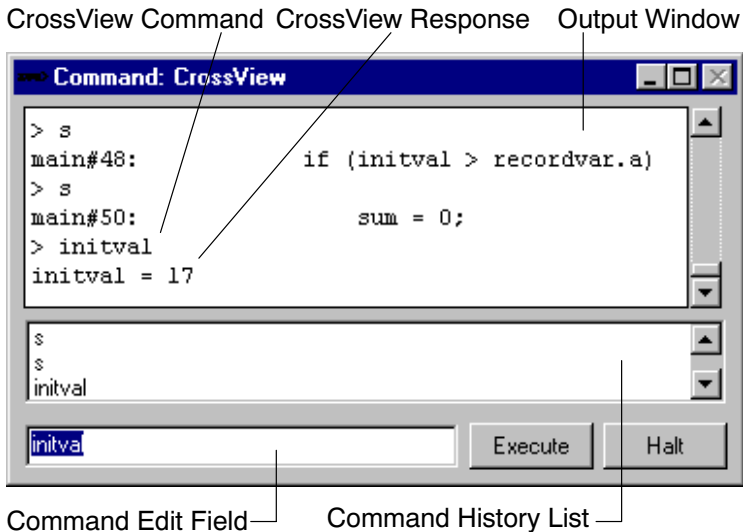 CrossView Command CrossView Response Output Window
Command: CrossView
> s
main#48: if (initval > recordvar.a)
> s
main#50: sum = 0;
> initval
initval = 17
s
s
initval
initval Execute Halt
Command Edit Field Command History List